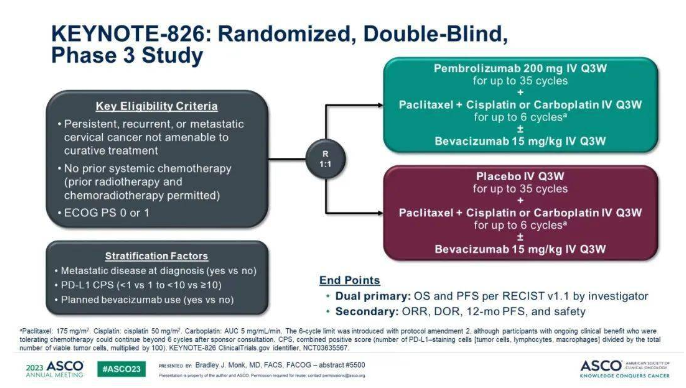 KEYNOTE-826: Randomized, Double-Blind,
Phase 3 Study
Key Eligibility Criteria
• Persistent, recurrent, or metastatic
cervical cancer not amenable to
curative treatment
• No prior systemic chemotherapy
(prior radiotherapy and
chemoradiotherapy permitted)
• ECOG PS 0 or 1
Stratification Factors
• Metastatic disease at diagnosis (yes vs no)
• PD-L1 CPS (<1 vs 1 to <10 vs ≥10)
• Planned bevacizumab use (yes vs no)
R
1:1
Pembrolizumab 200 mg IV Q3W
for up to 35 cycles
+
Paclitaxel + Cisplatin or Carboplatin IV Q3W
for up to 6 cyclesᵃ
±
Bevacizumab 15 mg/kg IV Q3W
Placebo IV Q3W
for up to 35 cycles
+
Paclitaxel + Cisplatin or Carboplatin IV Q3W
for up to 6 cyclesᵃ
±
Bevacizumab 15 mg/kg IV Q3W
End Points
• Dual primary: OS and PFS per RECIST v1.1 by investigator
• Secondary: ORR, DOR, 12-mo PFS, and safety
ᵃPaclitaxel: 175 mg/m². Cisplatin: cisplatin 50 mg/m². Carboplatin: AUC 5 mg/mL/min. The 6-cycle limit was introduced with protocol amendment 2, although participants with ongoing clinical benefit who were
tolerating chemotherapy could continue beyond 6 cycles after sponsor consultation. CPS, combined positive score (number of PD-L1–staining cells [tumor cells, lymphocytes, macrophages] divided by the total
number of viable tumor cells, multiplied by 100). KEYNOTE-826 ClinicalTrials.gov identifier, NCT03635567.
2023 ASCO
ANNUAL MEETING
#ASCO23
PRESENTED BY: Bradley J. Monk, MD, FACS, FACOG – abstract #5500
Presentation is property of the author and ASCO. Permission required for reuse; contact permissions@asco.org.
ASCO AMERICAN SOCIETY OF
CLINICAL ONCOLOGY
KNOWLEDGE CONQUERS CANCER